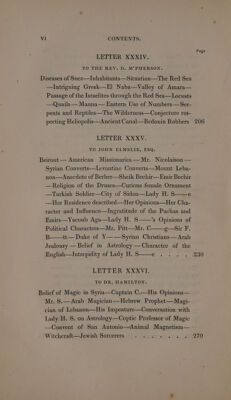 vi CONTENTS.
Page
LETTER XXXIV.
TO THE REV. D. M'PHERSON.
Diseases of Suez—Inhabitants—Situation—The Red Sea
—Intriguing Greek—El Naba—Valley of Amara—
Passage of the Israelites through the Red Sea—Locusts
—Quails—Manna—Eastern Use of Numbers—Ser-
pents and Reptiles—The Wilderness—Conjecture res-
pecting Heliopolis—Ancient Canal—Bedouin Robbers 206
LETTER XXXV.
TO JOHN ELMSLIE, ESQ.
Beirout — American Missionaries — Mr. Nicolaison —
Syrian Converts—Levantine Converts—Mount Leba-
non—Anecdote of Berber—Sheik Bechir—Emir Bechir
—Religion of the Druses—Curious female Ornament
—Turkish Soldier—City of Sidon—Lady H. S——e
—Her Residence described—Her Opinions—Her Cha-
racter and Influence—Ingratitude of the Pachas and
Emirs—Yacoub Aga—Lady H. S——'s Opinions of
Political Characters—Mr. Pitt—Mr. C——g—Sir F.
B——tt — Duke of Y —— Syrian Christians — Arab
Jealousy — Belief in Astrology — Character of the
English—Intrepidity of Lady H. S——e . . . . 230
LETTER XXXVI.
TO DR. HAMILTON.
Belief of Magic in Syria—Captain C.—His Opinions—
Mr. S.—Arab Magician—Hebrew Prophet—Magi-
cian of Lebanon—His Imposture—Conversation with
Lady H. S. on Astrology—Coptic Professor of Magic
—Convent of San Antonio—Animal Magnetism—
Witchcraft—Jewish Sorcerers . . . . . . . 270